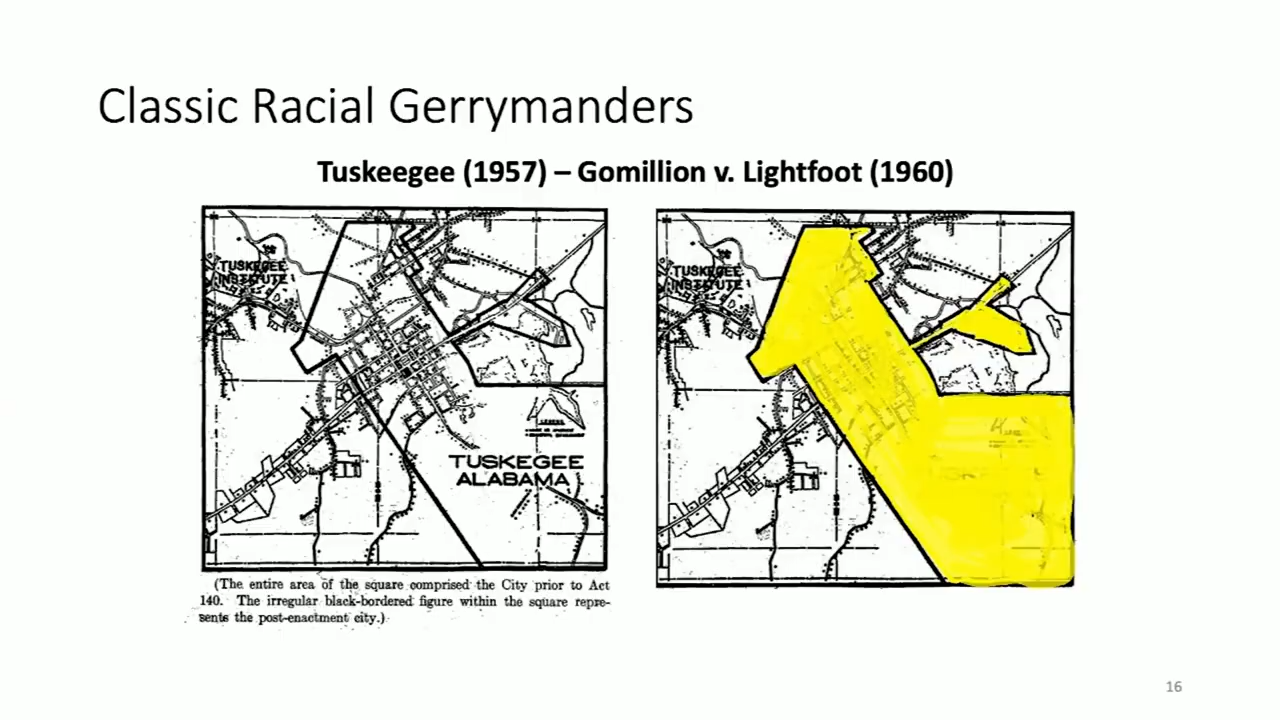 Classic Racial Gerrymanders
Tuskeegee (1957) – Gomillion v. Lightfoot (1960)
TUSKEGEE
INSTITUTE
TUSKEGEE
ALABAMA
TUSKEGEE
INSTITUTE
(The entire area of the square comprised the City prior to Act
140. The irregular black-bordered figure within the square repre-
sents the post-enactment city.)
16